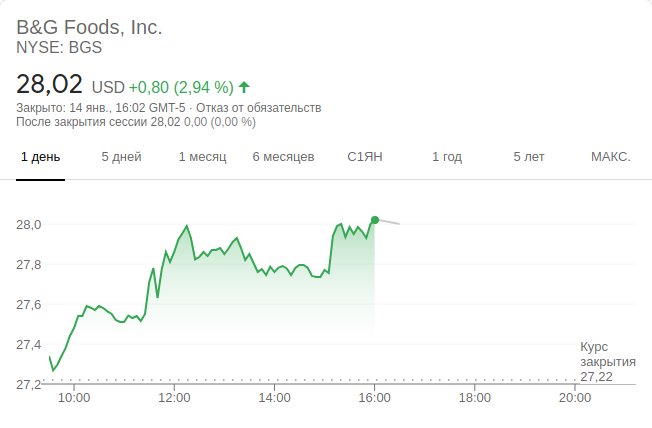 B&G Foods, Inc.
NYSE: BGS
28,02 USD +0,80 (2,94 %)
Закрыто: 14 янв., 16:02 GMT-5 · Отказ от обязательств
После закрытия сессии 28,02 0,00 (0,00 %)
1 день 5 дней 1 месяц 6 месяцев С1ЯН 1 год 5 лет МАКС.
28,0
27,8
27,6
27,4
27,2
Курс
закрытия
27,22
10:00 12:00 14:00 16:00 18:00 20:00